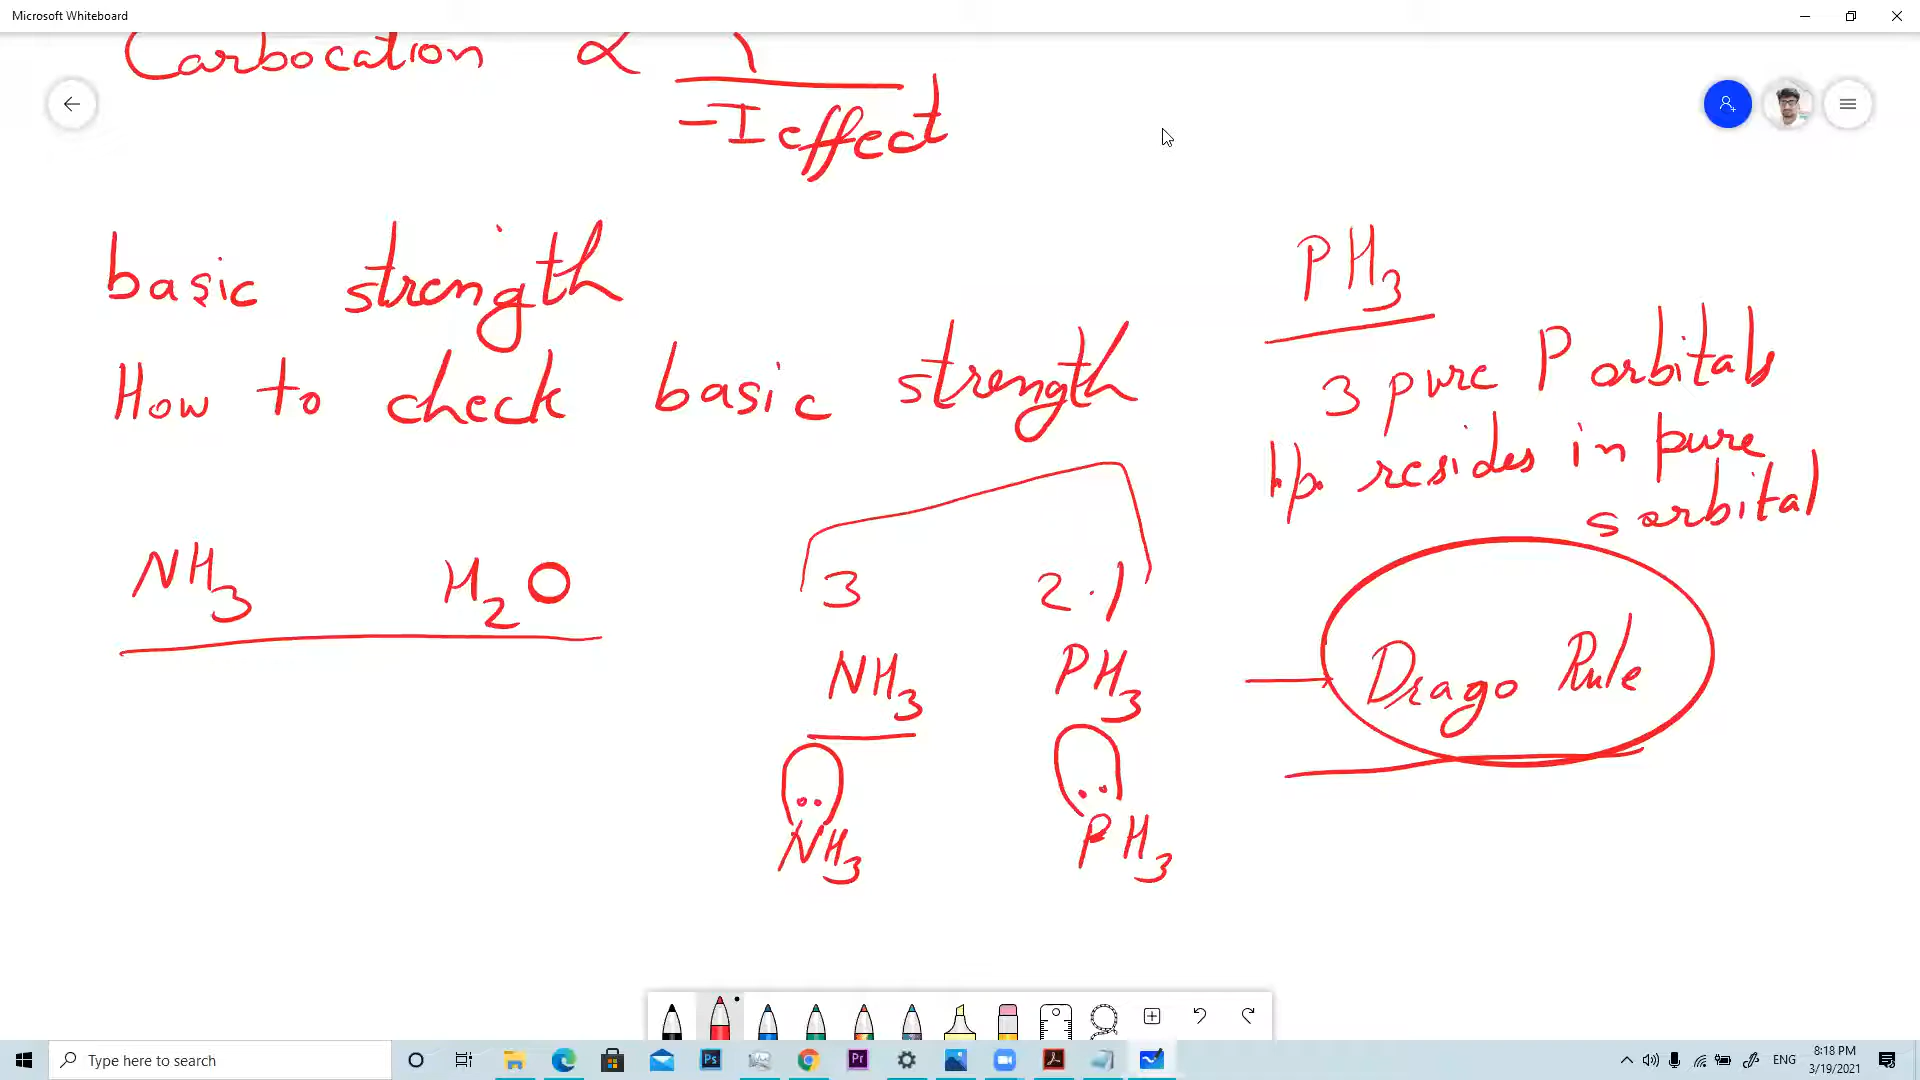 Microsoft Whiteboard
Carbocation ∝ 1
-I effect
basic strength
How to check basic strength
NH3 H2O
3 2.1
NH3 PH3
NH3 PH3
PH3
3 pure P orbitals
l.p. resides in pure
s orbital
Drago Rule
Type here to search
Ps
Pr
ENG
8:18 PM
3/19/2021